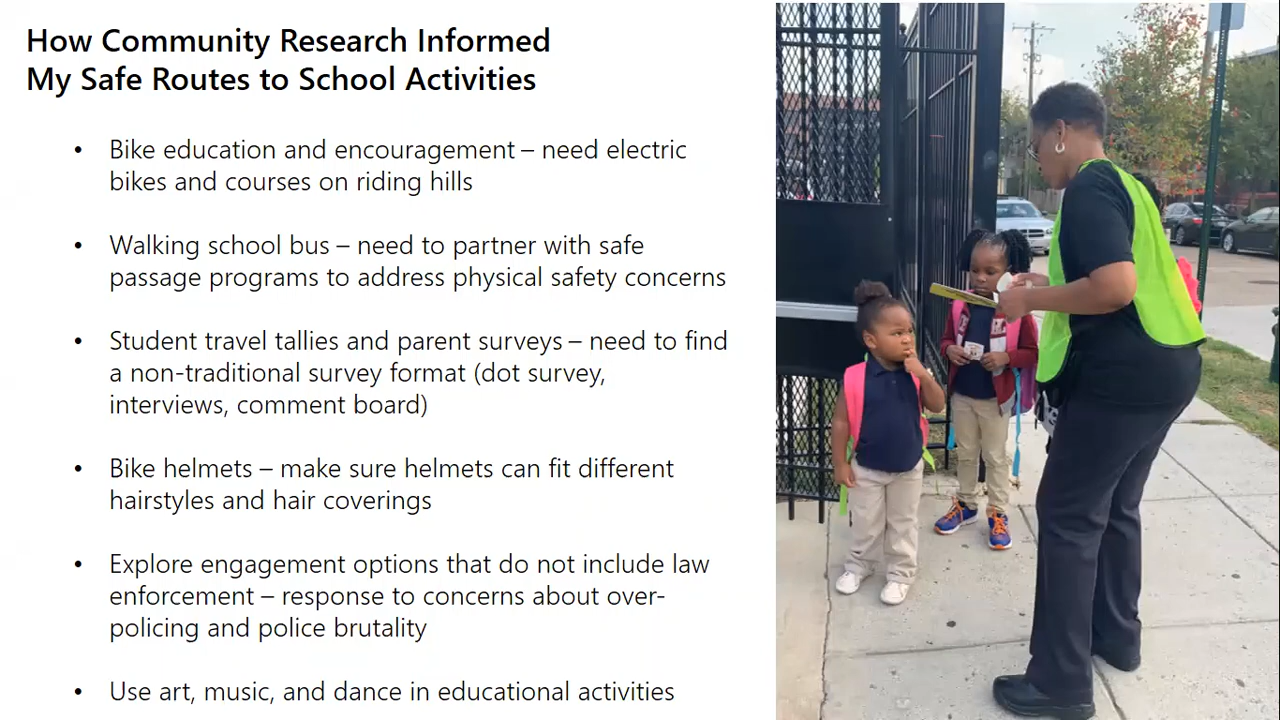 How Community Research Informed
My Safe Routes to School Activities
• Bike education and encouragement – need electric
bikes and courses on riding hills
• Walking school bus – need to partner with safe
passage programs to address physical safety concerns
• Student travel tallies and parent surveys – need to find
a non-traditional survey format (dot survey,
interviews, comment board)
• Bike helmets – make sure helmets can fit different
hairstyles and hair coverings
• Explore engagement options that do not include law
enforcement – response to concerns about over-
policing and police brutality
• Use art, music, and dance in educational activities